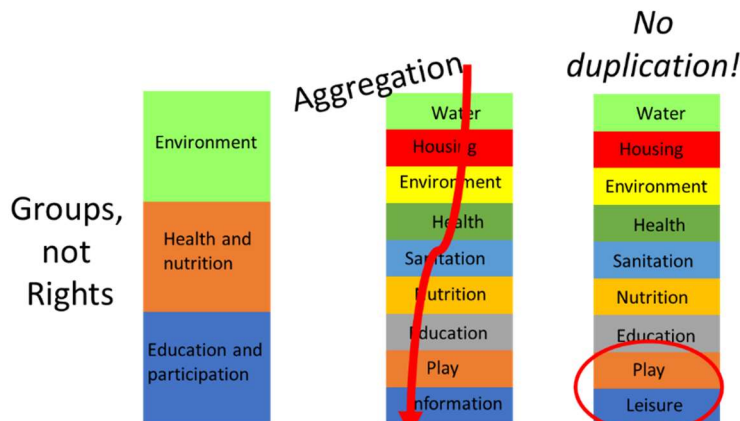 Groups,
not
Rights
Environment
Health and
nutrition
Education and
participation
Aggregation
Water
Housing
Environment
Health
Sanitation
Nutrition
Education
Play
Information
No
duplication!
Water
Housing
Environment
Health
Sanitation
Nutrition
Education
Play
Leisure